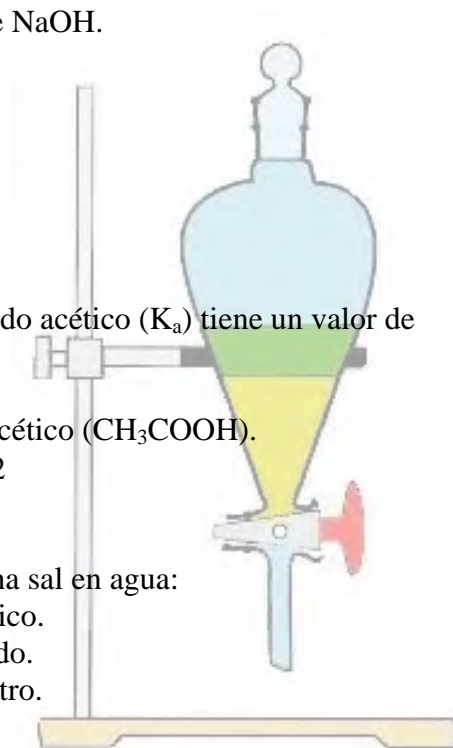 e NaOH.
do acético (Kₐ) tiene un valor de
cético (CH₃COOH).
2
na sal en agua:
ico.
do.
tro.